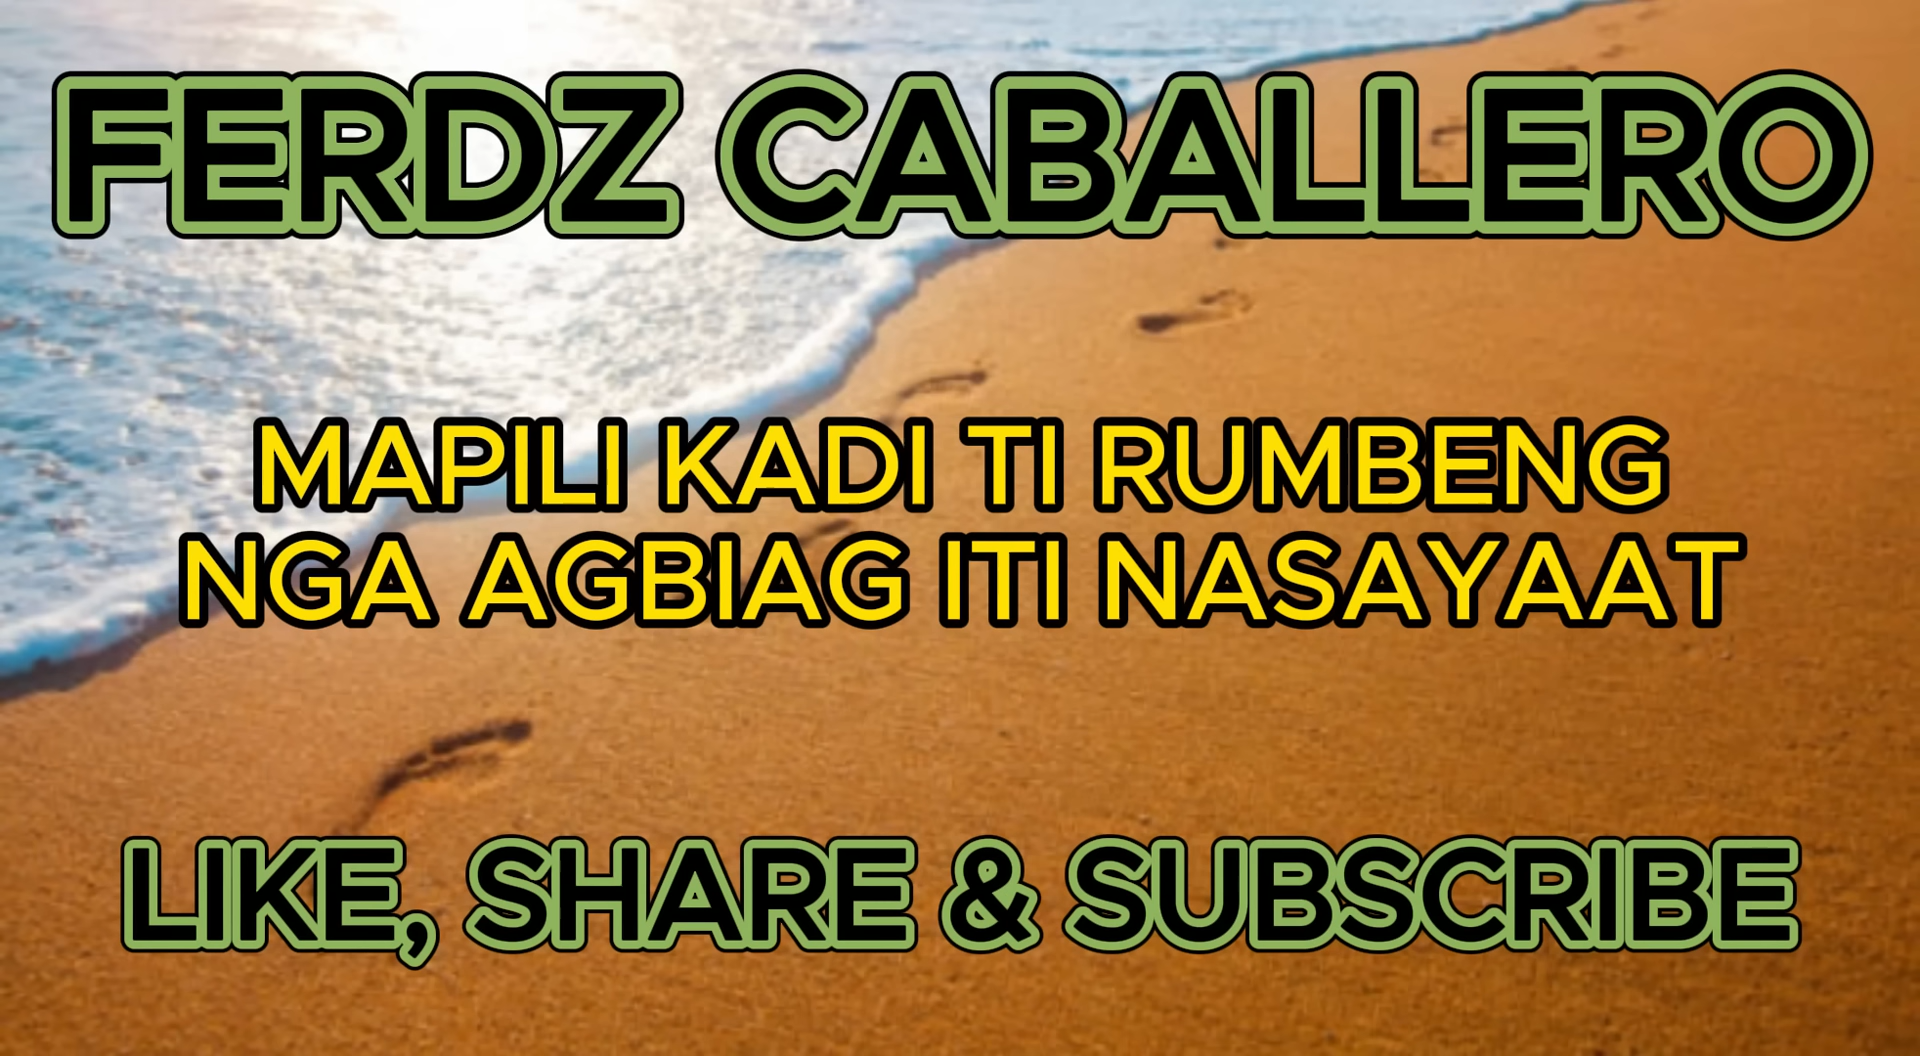 FERDZ CABALLERO
MAPILI KADI TI RUMBENG
NGA AGBIAG ITI NASAYAAT
LIKE, SHARE & SUBSCRIBE